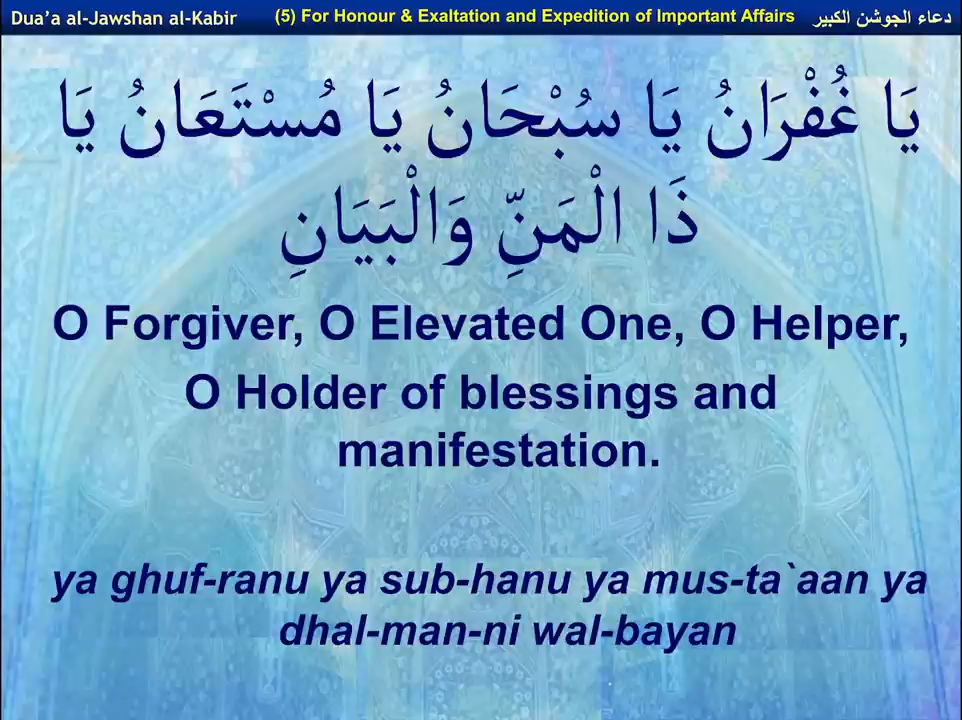 Dua'a al-Jawshan al-Kabir (5) For Honour & Exaltation and Expedition of Important Affairs دعاء الجوشن الكبير
يَا غُفْرَانُ يَا سُبْحَانُ يَا مُسْتَعَانُ يَا
ذَا الْمَنِّ وَالْبَيَانِ
O Forgiver, O Elevated One, O Helper,
O Holder of blessings and
manifestation.
ya ghuf-ranu ya sub-hanu ya mus-ta`aan ya
dhal-man-ni wal-bayan